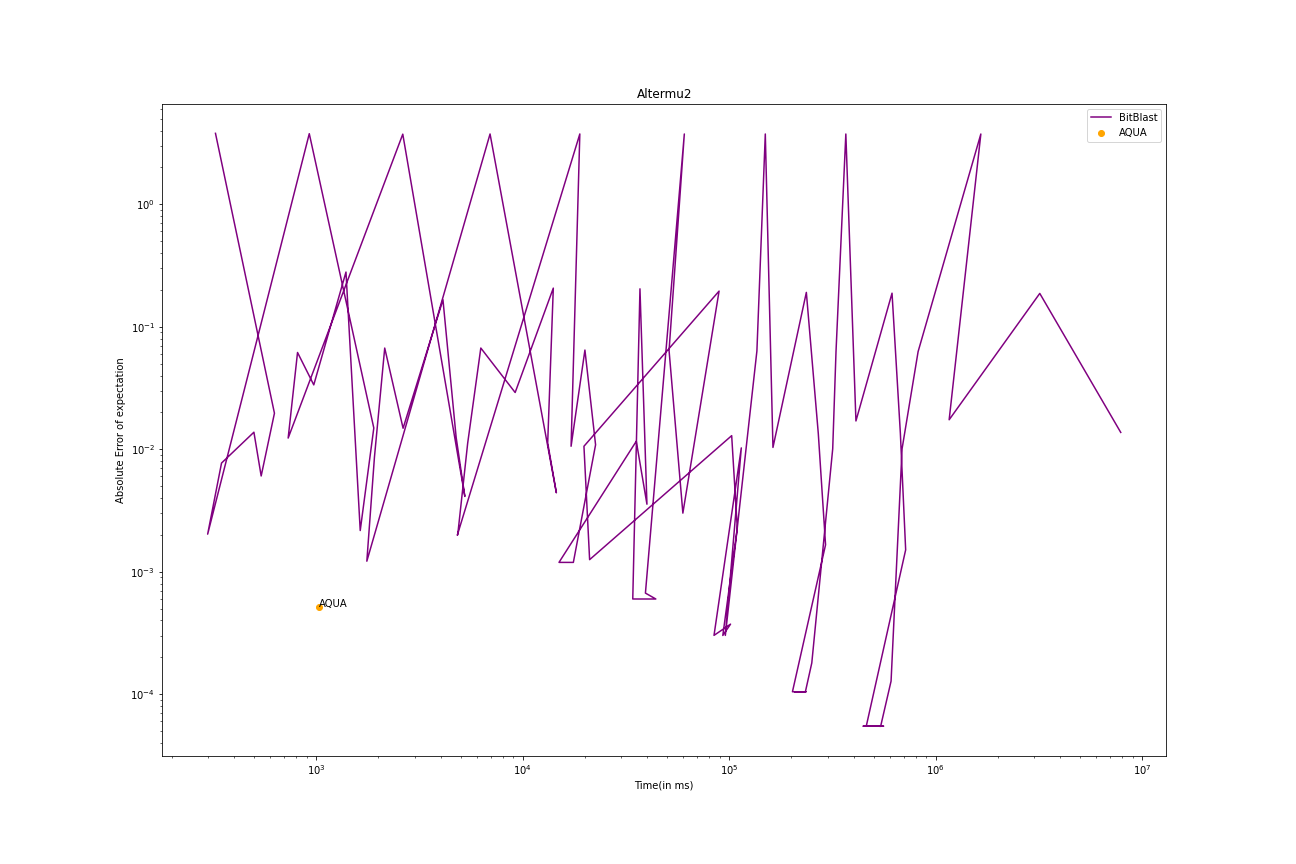 Altermu2
BitBlast
AQUA
Absolute Error of expectation
10^0
10^-1
10^-2
10^-3
10^-4
AQUA
10^3
10^4
10^5
10^6
10^7
Time(in ms)